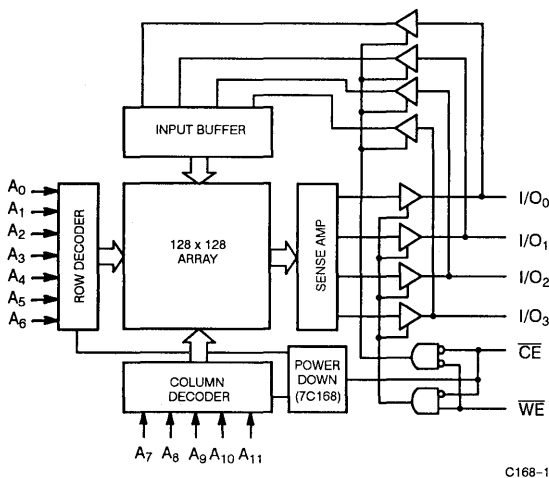 INPUT BUFFER
A0
A1
A2
A3
A4
A5
A6
ROW DECODER
128 x 128
ARRAY
SENSE AMP
I/O0
I/O1
I/O2
I/O3
CE
WE
COLUMN
DECODER
POWER
DOWN
(7C168)
A7 A8 A9 A10 A11
C168-1